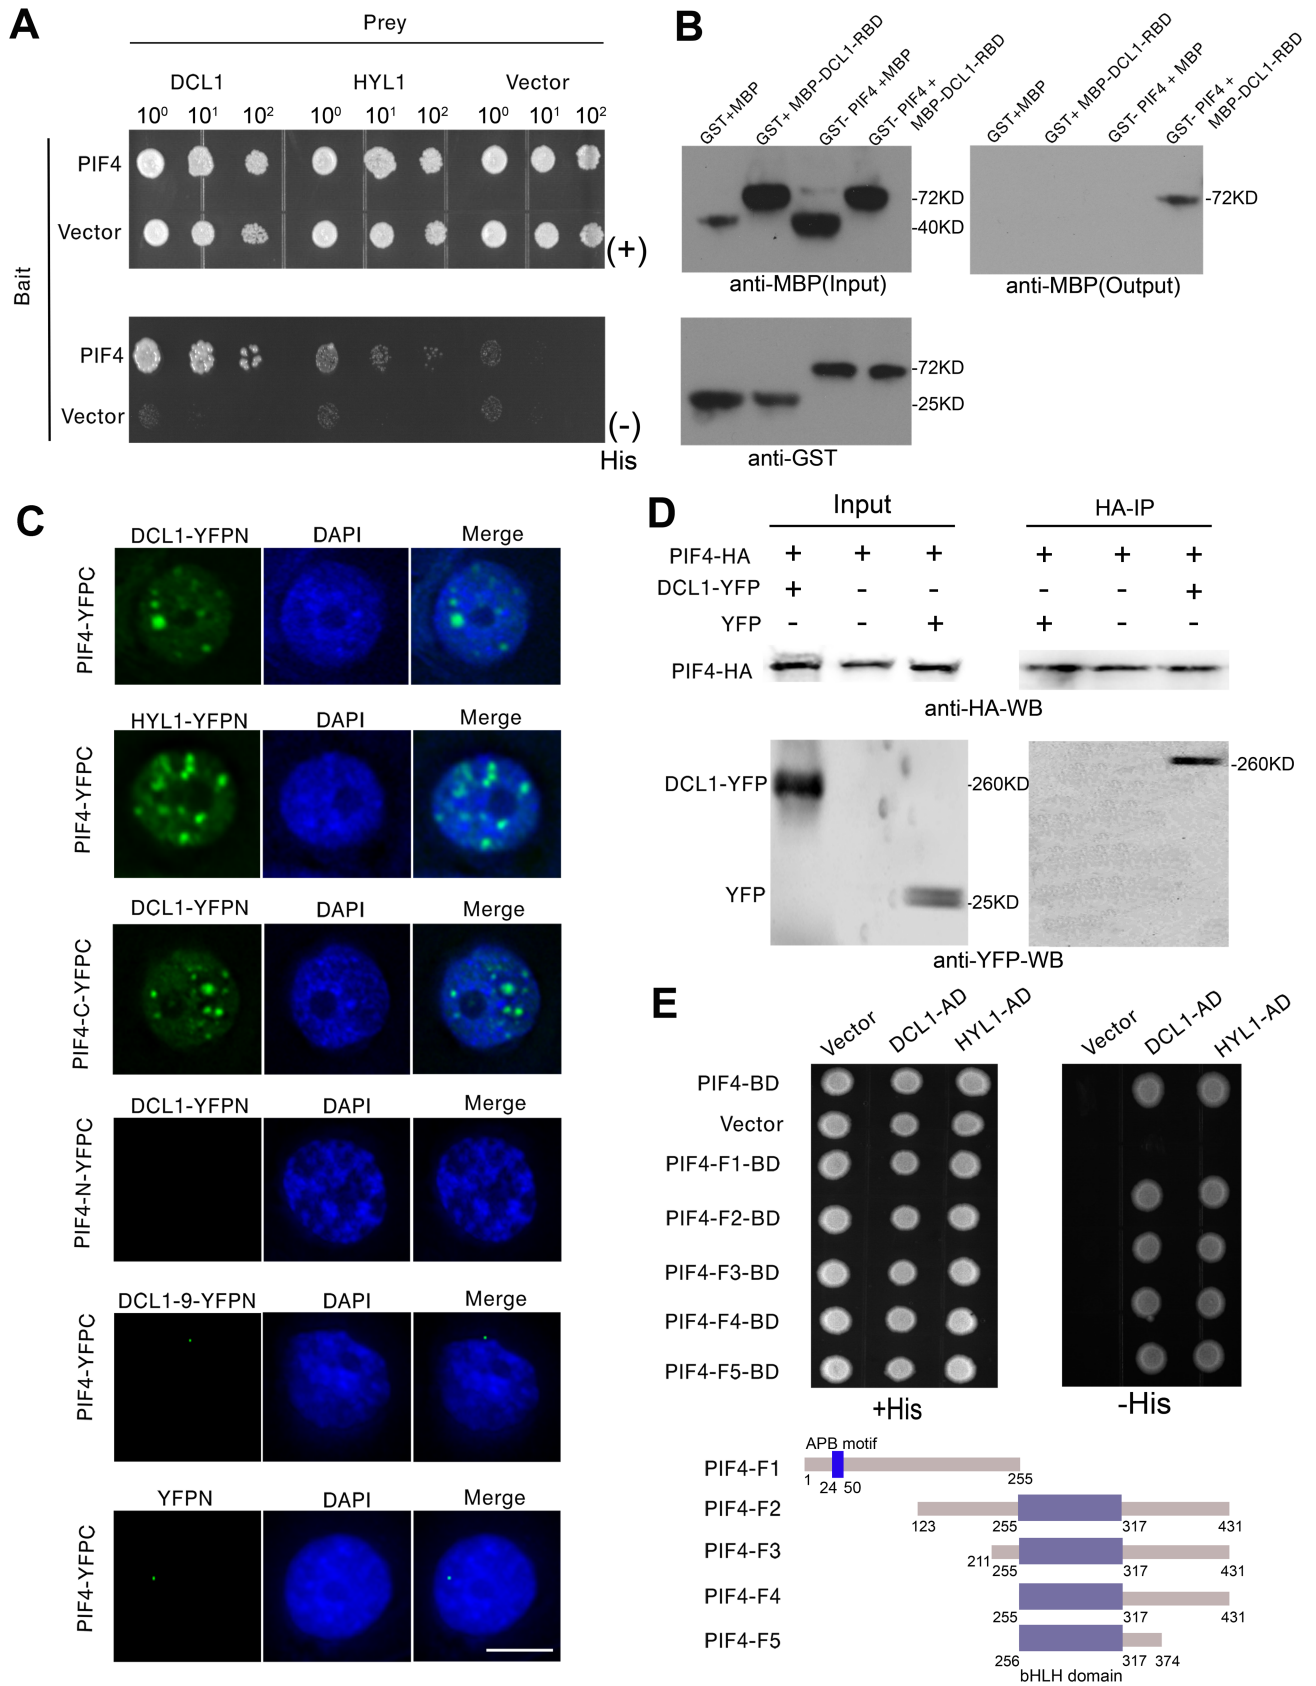 A
Prey
DCL1 HYL1 Vector
10⁰ 10¹ 10² 10⁰ 10¹ 10² 10⁰ 10¹ 10²
Bait
PIF4
Vector
(+)
PIF4
Vector
(-)
His
B
GST+MBP
GST+ MBP-DCL1-RBD
GST- PIF4 +MBP
GST- PIF4 +
MBP-DCL1-RBD
-72KD
-40KD
anti-MBP(Input)
GST+MBP
GST+ MBP-DCL1-RBD
GST- PIF4 + MBP
GST- PIF4 +
MBP-DCL1-RBD
-72KD
anti-MBP(Output)
-72KD
-25KD
anti-GST
C
DCL1-YFPN DAPI Merge
PIF4-YFPC
HYL1-YFPN DAPI Merge
PIF4-YFPC
DCL1-YFPN DAPI Merge
PIF4-C-YFPC
DCL1-YFPN DAPI Merge
PIF4-N-YFPC
DCL1-9-YFPN DAPI Merge
PIF4-YFPC
YFPN DAPI Merge
PIF4-YFPC
D
Input HA-IP
PIF4-HA + + + + + +
DCL1-YFP + - - - - +
YFP - - + + - -
PIF4-HA
anti-HA-WB
DCL1-YFP -260KD -260KD
YFP -25KD
anti-YFP-WB
E
Vector DCL1-AD HYL1-AD Vector DCL1-AD HYL1-AD
PIF4-BD
Vector
PIF4-F1-BD
PIF4-F2-BD
PIF4-F3-BD
PIF4-F4-BD
PIF4-F5-BD
+His -His
APB motif
PIF4-F1
1 24 50 255
PIF4-F2
123 255 317 431
PIF4-F3
211 255 317 431
PIF4-F4
255 317 431
PIF4-F5
256 317 374
bHLH domain